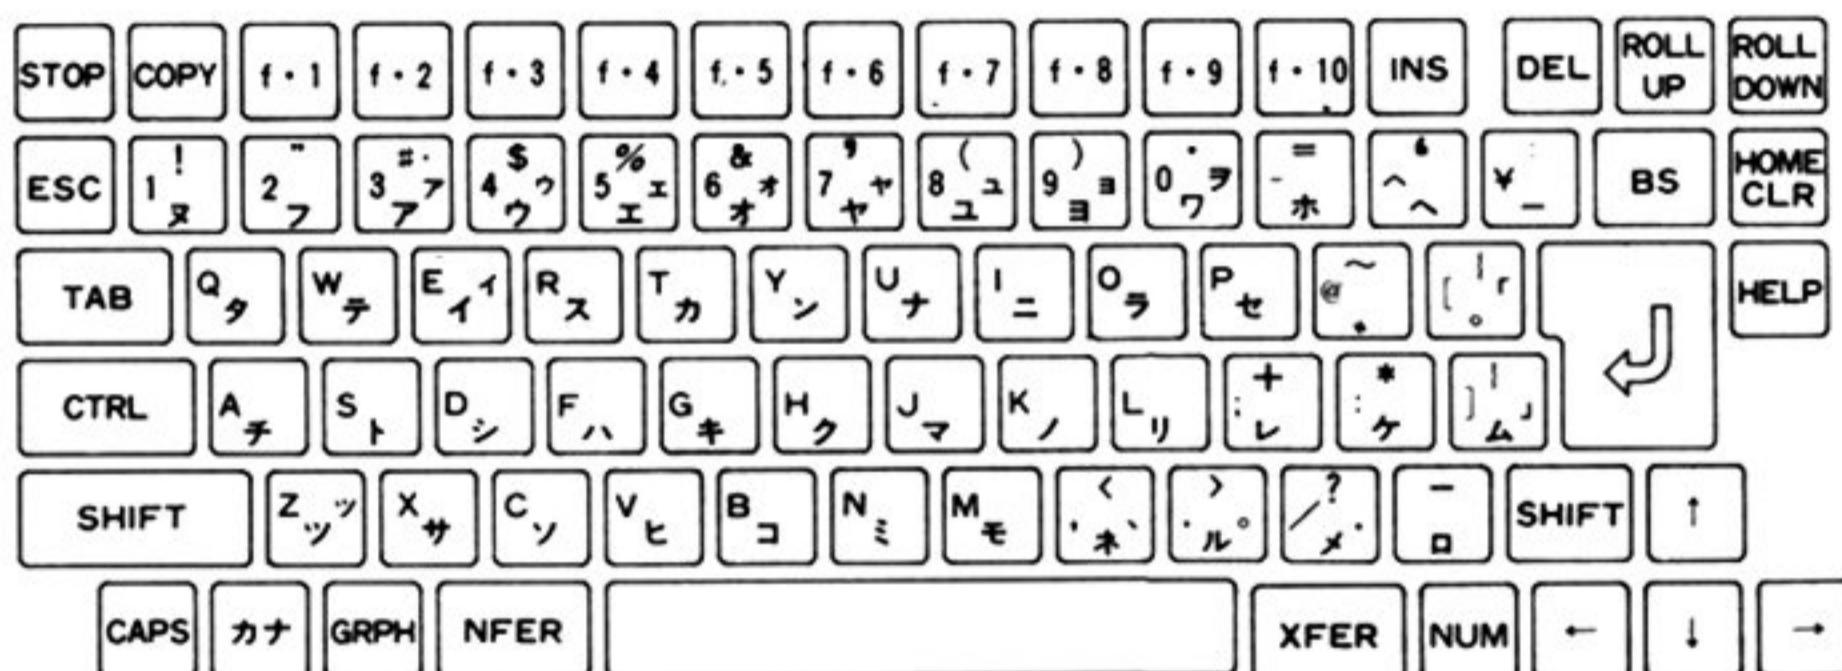 STOP COPY f・1 f・2 f・3 f・4 f・5 f・6 f・7 f・8 f・9 f・10 INS DEL ROLL UP ROLL DOWN
ESC 1 ! ヌ 2 " フ 3 # ァ ア 4 $ ゥ ウ 5 % ェ エ 6 & ォ オ 7 ' ャ ヤ 8 ( ュ ユ 9 ) ョ ヨ 0 ヲ ワ - = ホ ^ ヘ ¥ ー BS HOME CLR
TAB Q タ W テ E ィ イ R ス T カ Y ン U ナ I ニ O ラ P セ @ ~ ゛ [ 「 ゜ HELP
CTRL A チ S ト D シ F ハ G キ H ク J マ K ノ L リ ; + レ : * ケ ] 」 ム
SHIFT Z ッ ツ X サ C ソ V ヒ B コ N ミ M モ , < 、 ネ . > 。 ル / ? ・ メ _ ロ SHIFT ↑
CAPS カナ GRPH NFER XFER NUM ← ↓ →